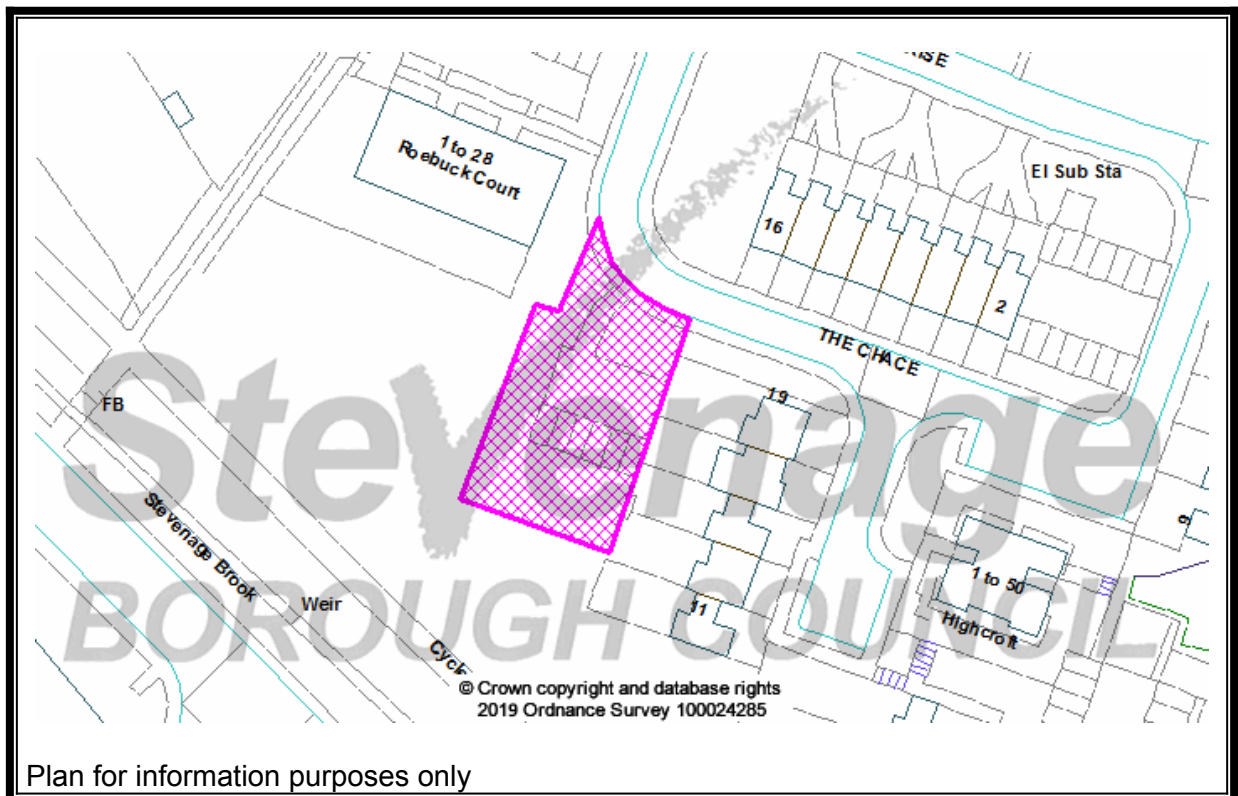 RISE
1 to 28
Roebuck Court
El Sub Sta
16
2
THE CHACE
FB
19
Stevenage
Stevenage Brook
9
1 to 50
Weir
11
Highcroft
BOROUGH COUNCIL
Cycle
© Crown copyright and database rights
2019 Ordnance Survey 100024285
Plan for information purposes only